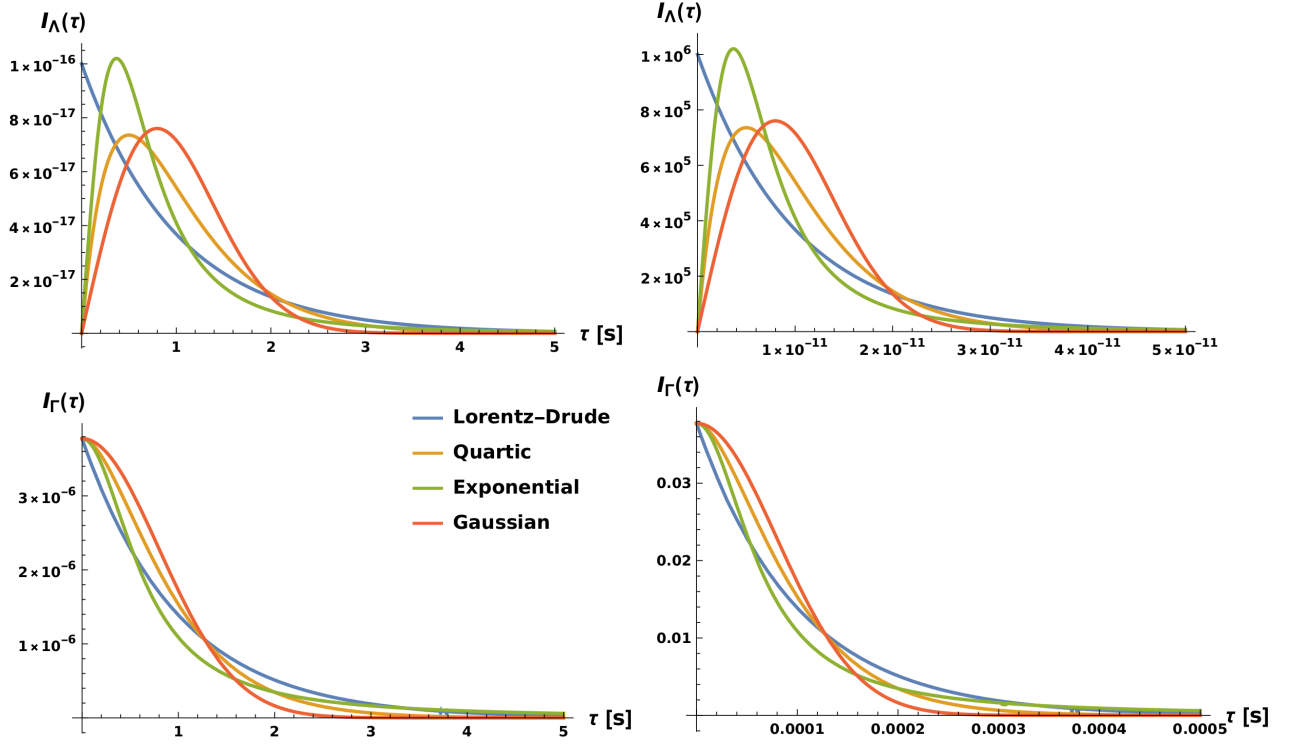 I_Λ(τ)
1×10⁻¹⁶
8×10⁻¹⁷
6×10⁻¹⁷
4×10⁻¹⁷
2×10⁻¹⁷
1 2 3 4 5
τ [s]
I_Λ(τ)
1×10⁶
8×10⁵
6×10⁵
4×10⁵
2×10⁵
1×10⁻¹¹ 2×10⁻¹¹ 3×10⁻¹¹ 4×10⁻¹¹ 5×10⁻¹¹
I_Γ(τ)
3×10⁻⁶
2×10⁻⁶
1×10⁻⁶
1 2 3 4 5
τ [s]
Lorentz–Drude
Quartic
Exponential
Gaussian
I_Γ(τ)
0.03
0.02
0.01
0.0001 0.0002 0.0003 0.0004 0.0005
τ [s]